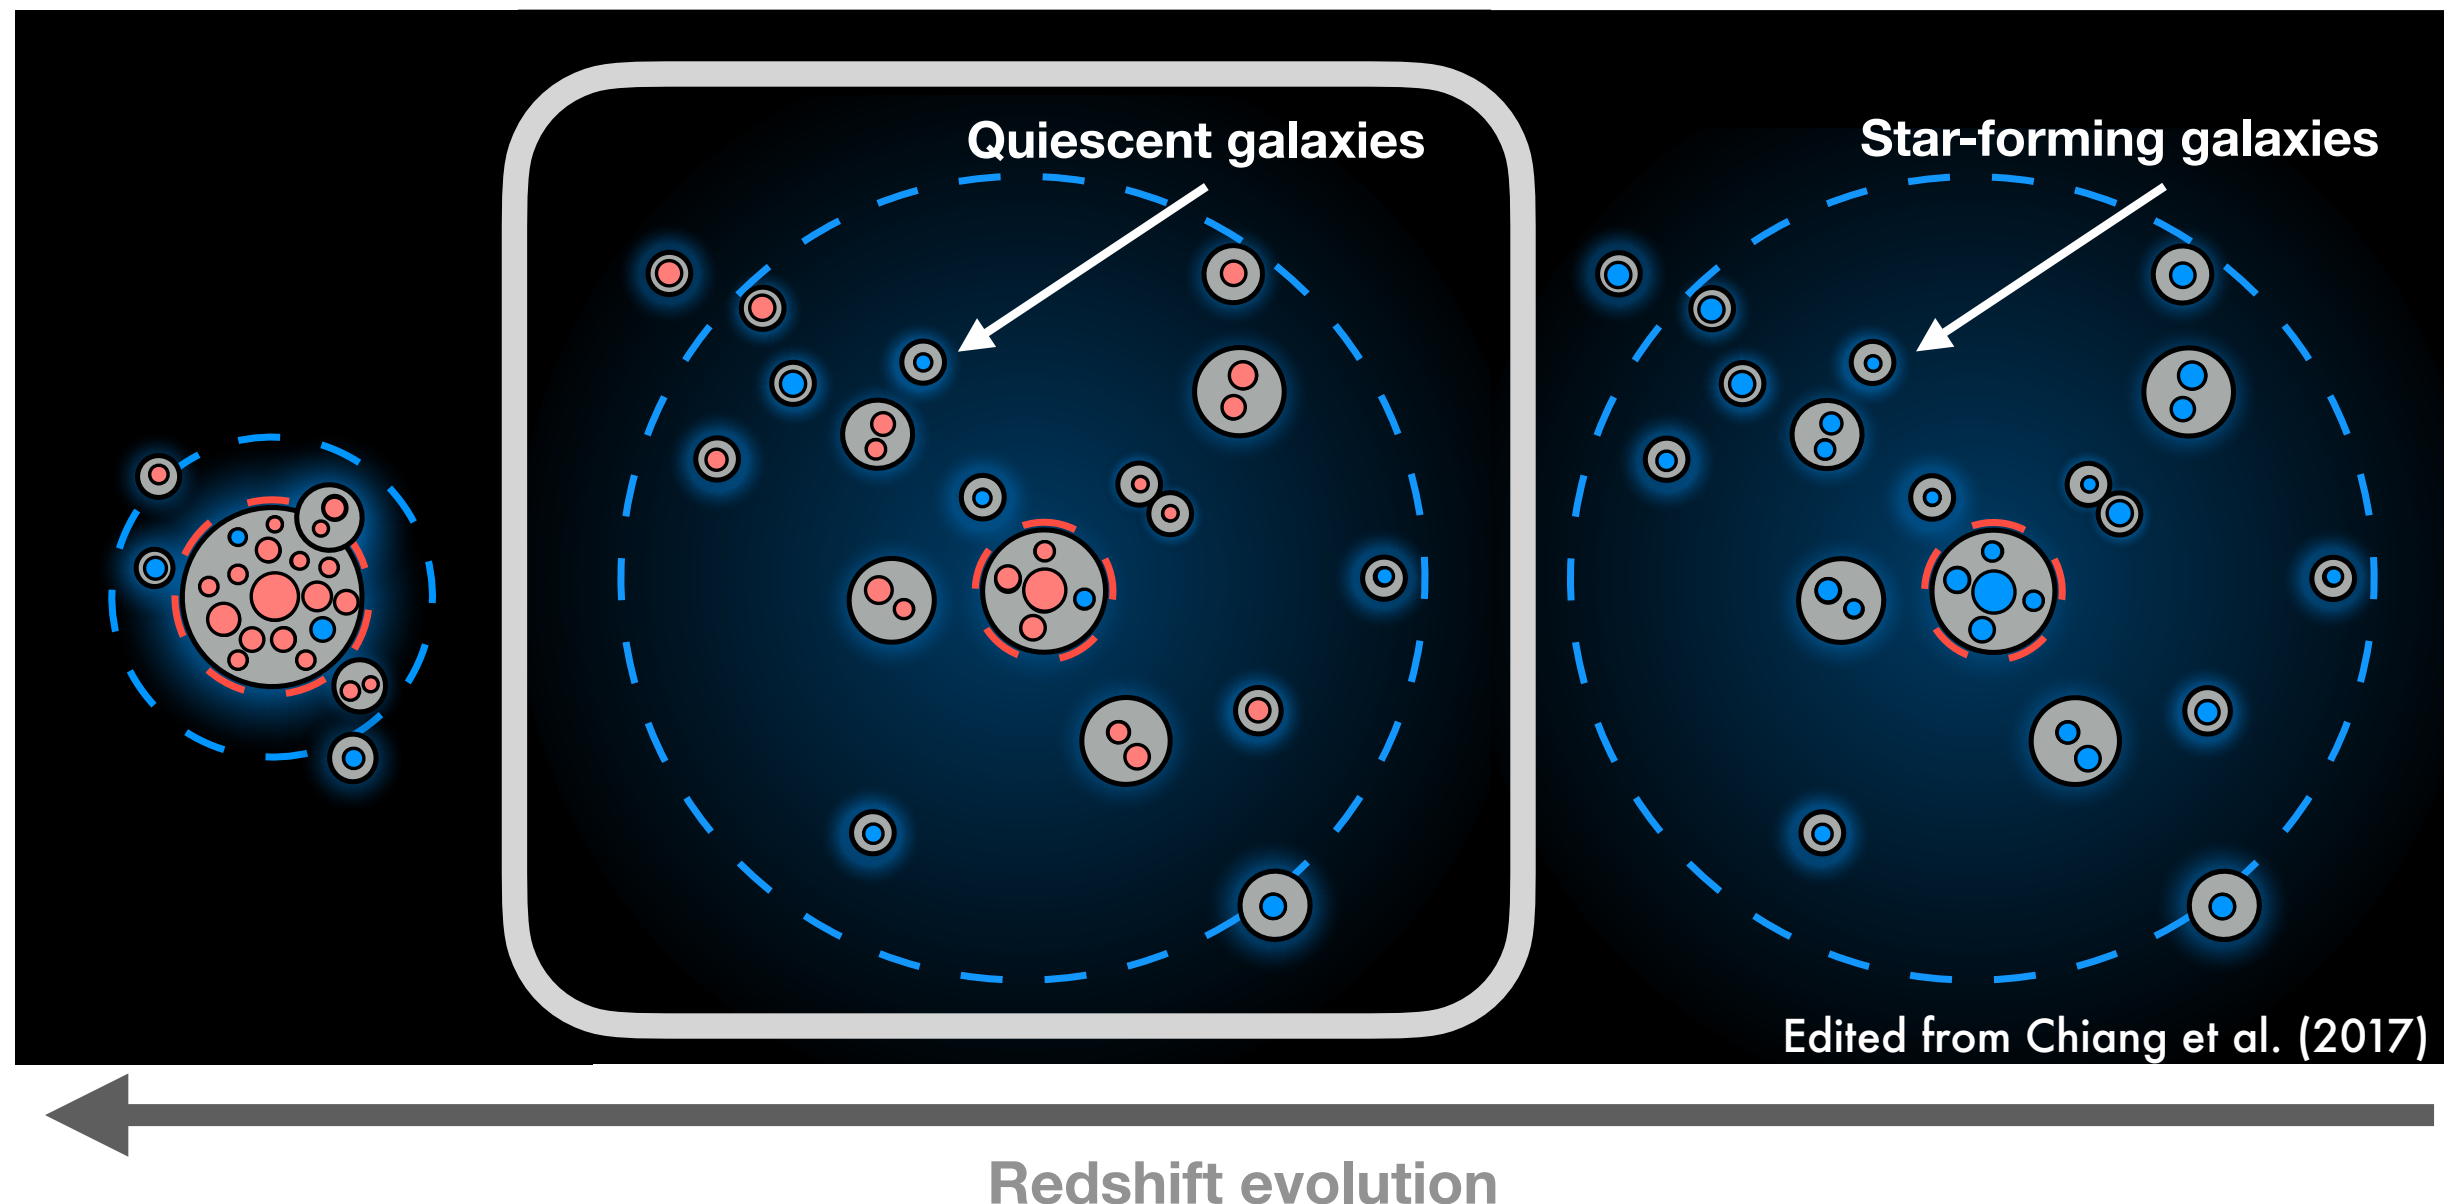 Quiescent galaxies
Star-forming galaxies
Edited from Chiang et al. (2017)
Redshift evolution